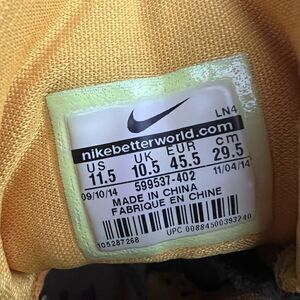 LN4
nikebetterworld.com
US UK EUR cm
11.5 10.5 45.5 29.5
09/10/14 11/04/14
599537-402
MADE IN CHINA
FABRIQUE EN CHINE
105287268
UPC 00884500393240